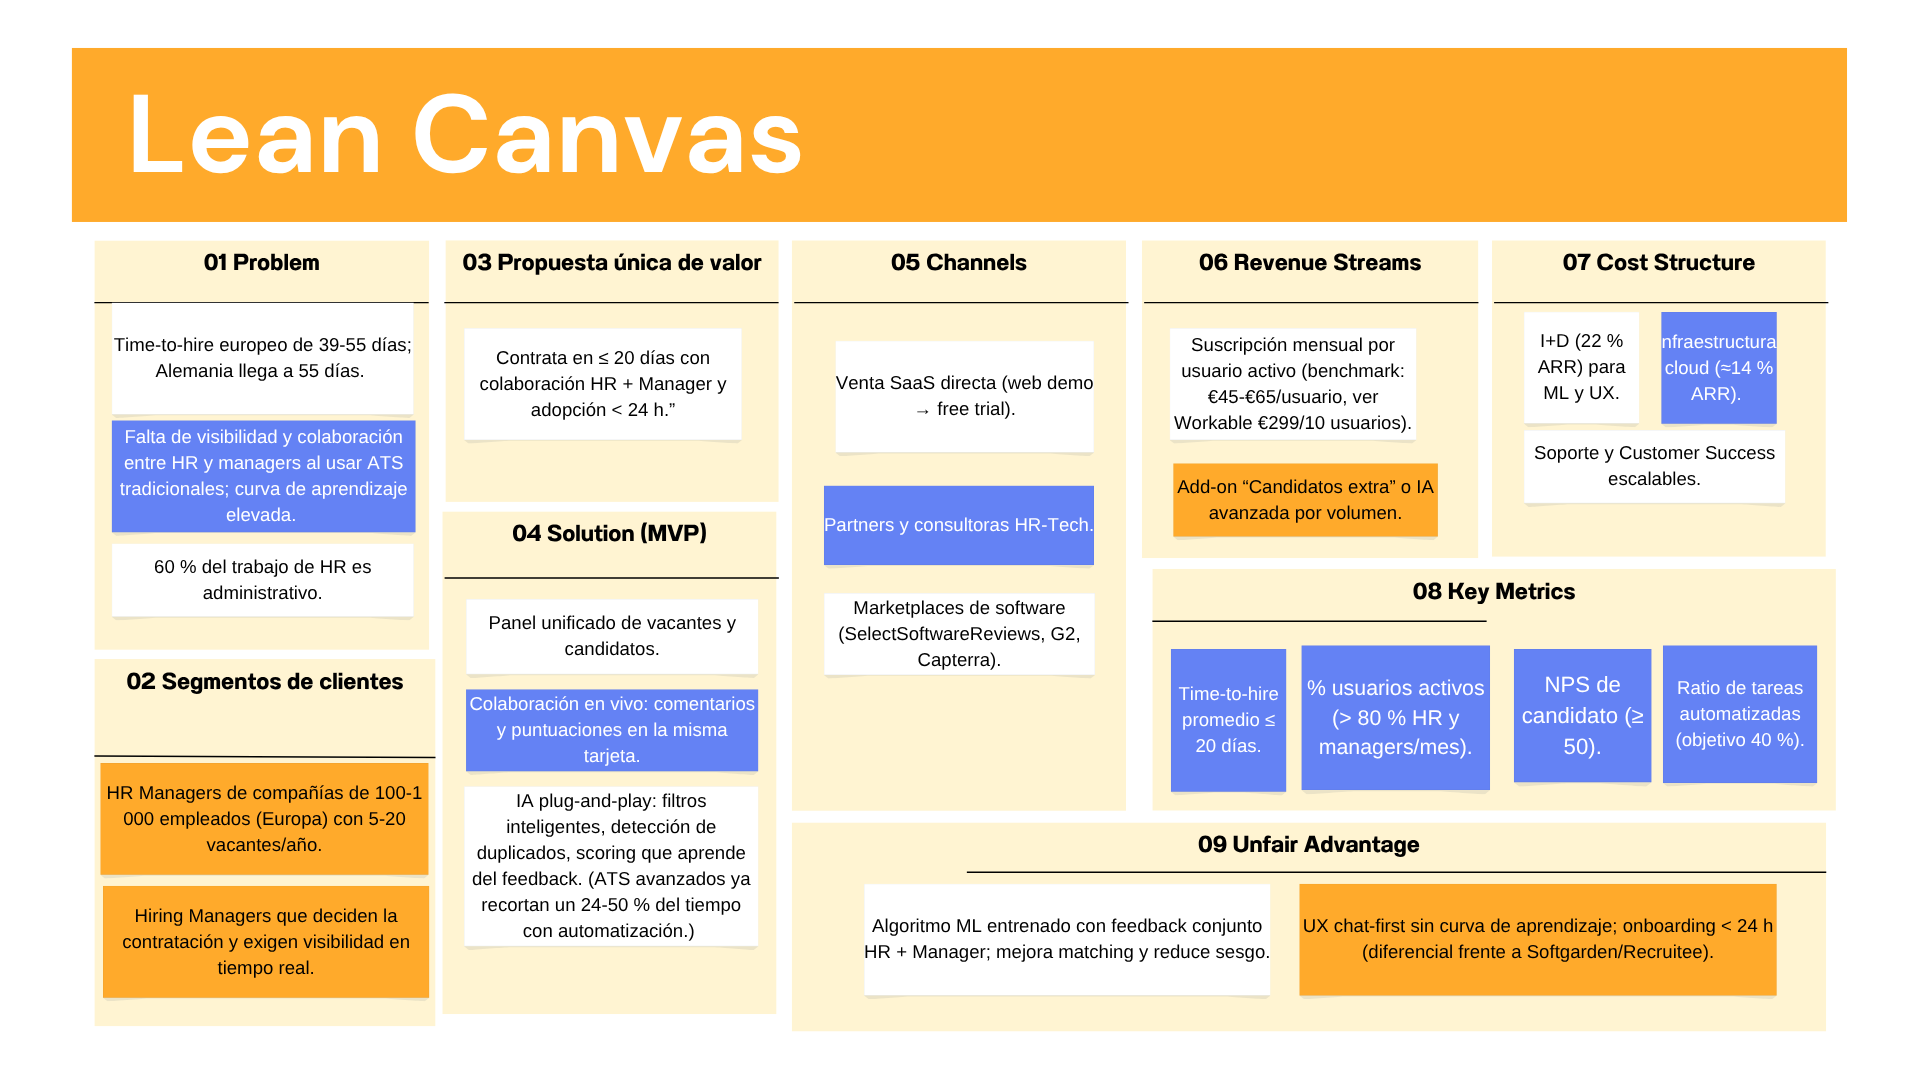 Lean Canvas
01 Problem
Time-to-hire europeo de 39-55 días;
Alemania llega a 55 días.
Falta de visibilidad y colaboración
entre HR y managers al usar ATS
tradicionales; curva de aprendizaje
elevada.
60 % del trabajo de HR es
administrativo.
02 Segmentos de clientes
HR Managers de compañías de 100-1
000 empleados (Europa) con 5-20
vacantes/año.
Hiring Managers que deciden la
contratación y exigen visibilidad en
tiempo real.
03 Propuesta única de valor
Contrata en ≤ 20 días con
colaboración HR + Manager y
adopción < 24 h.”
04 Solution (MVP)
Panel unificado de vacantes y
candidatos.
Colaboración en vivo: comentarios
y puntuaciones en la misma
tarjeta.
IA plug-and-play: filtros
inteligentes, detección de
duplicados, scoring que aprende
del feedback. (ATS avanzados ya
recortan un 24-50 % del tiempo
con automatización.)
05 Channels
Venta SaaS directa (web demo
→ free trial).
Partners y consultoras HR-Tech.
Marketplaces de software
(SelectSoftwareReviews, G2,
Capterra).
06 Revenue Streams
Suscripción mensual por
usuario activo (benchmark:
€45-€65/usuario, ver
Workable €299/10 usuarios).
Add-on “Candidatos extra” o IA
avanzada por volumen.
07 Cost Structure
I+D (22 %
ARR) para
ML y UX.
nfraestructura
cloud (≈14 %
ARR).
Soporte y Customer Success
escalables.
08 Key Metrics
Time-to-hire
promedio ≤
20 días.
% usuarios activos
(> 80 % HR y
managers/mes).
NPS de
candidato (≥
50).
Ratio de tareas
automatizadas
(objetivo 40 %).
09 Unfair Advantage
Algoritmo ML entrenado con feedback conjunto
HR + Manager; mejora matching y reduce sesgo.
UX chat-first sin curva de aprendizaje; onboarding < 24 h
(diferencial frente a Softgarden/Recruitee).